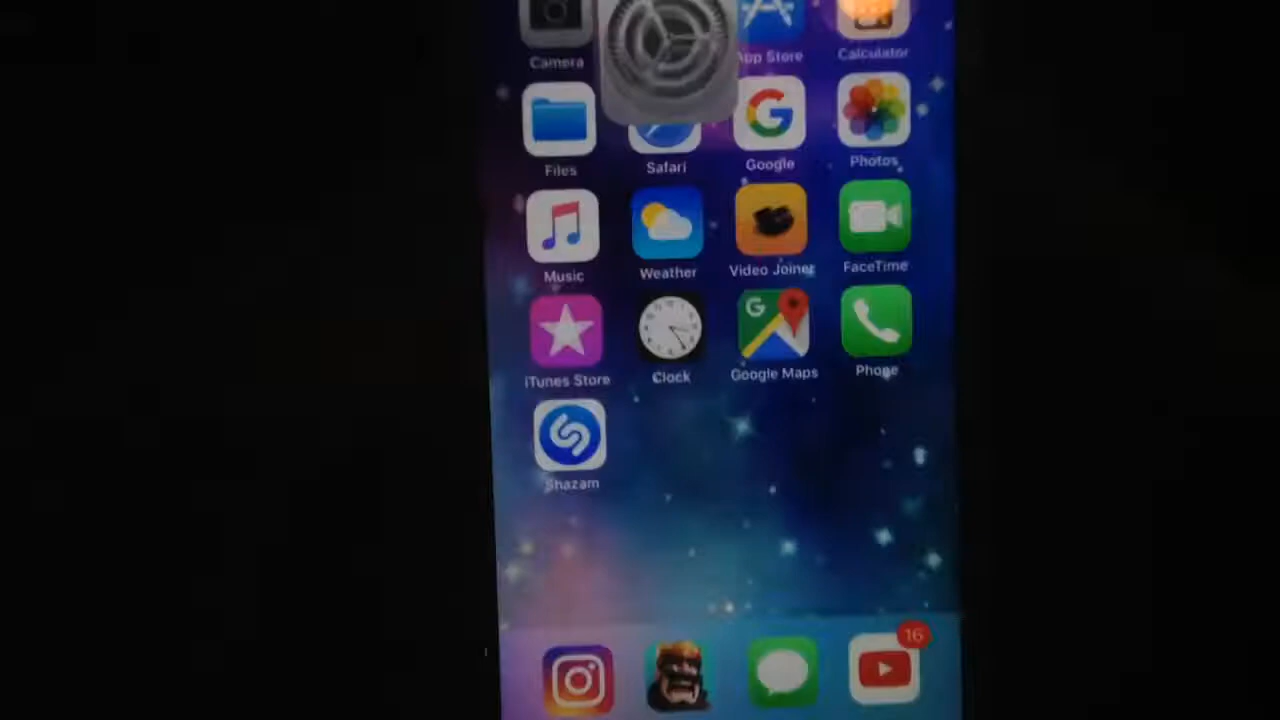 Camera
App Store
Calculator
Files
Safari
Google
Photos
Music
Weather
Video Joiner
FaceTime
iTunes Store
Clock
Google Maps
Phone
Shazam
16